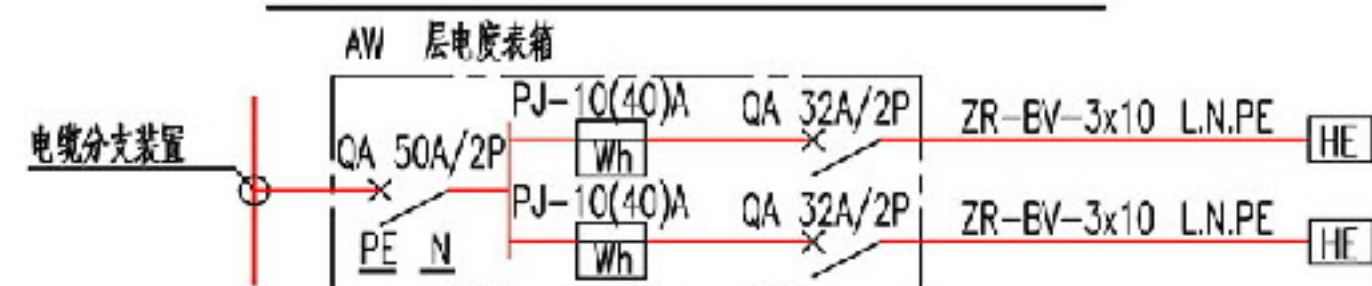 AW 层电度表箱
PJ-10(40)A QA 32A/2P ZR-BV-3x10 L.N.PE
电缆分支装置 QA 50A/2P Wh HE
PJ-10(40)A QA 32A/2P ZR-BV-3x10 L.N.PE
PE N Wh HE